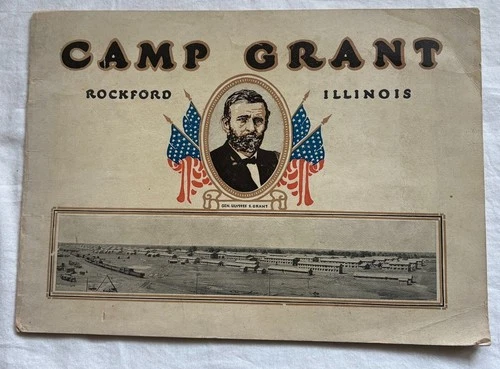 CAMP GRANT
ROCKFORD ILLINOIS
GEN. ULYSSES S. GRANT